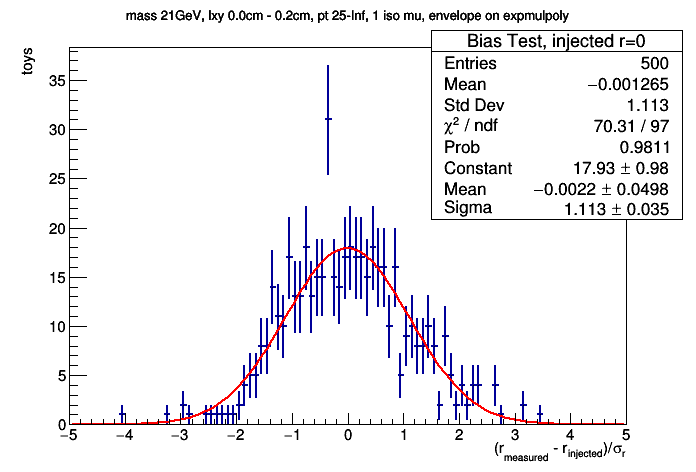 mass 21GeV, lxy 0.0cm - 0.2cm, pt 25-Inf, 1 iso mu, envelope on expmulpoly
toys
Bias Test, injected r=0
Entries 500
Mean −0.001265
Std Dev 1.113
χ² / ndf 70.31 / 97
Prob 0.9811
Constant 17.93 ± 0.98
Mean −0.0022 ± 0.0498
Sigma 1.113 ± 0.035
35
30
25
20
15
10
5
0
−5 −4 −3 −2 −1 0 1 2 3 4 5
(r_measured - r_injected)/σ_r